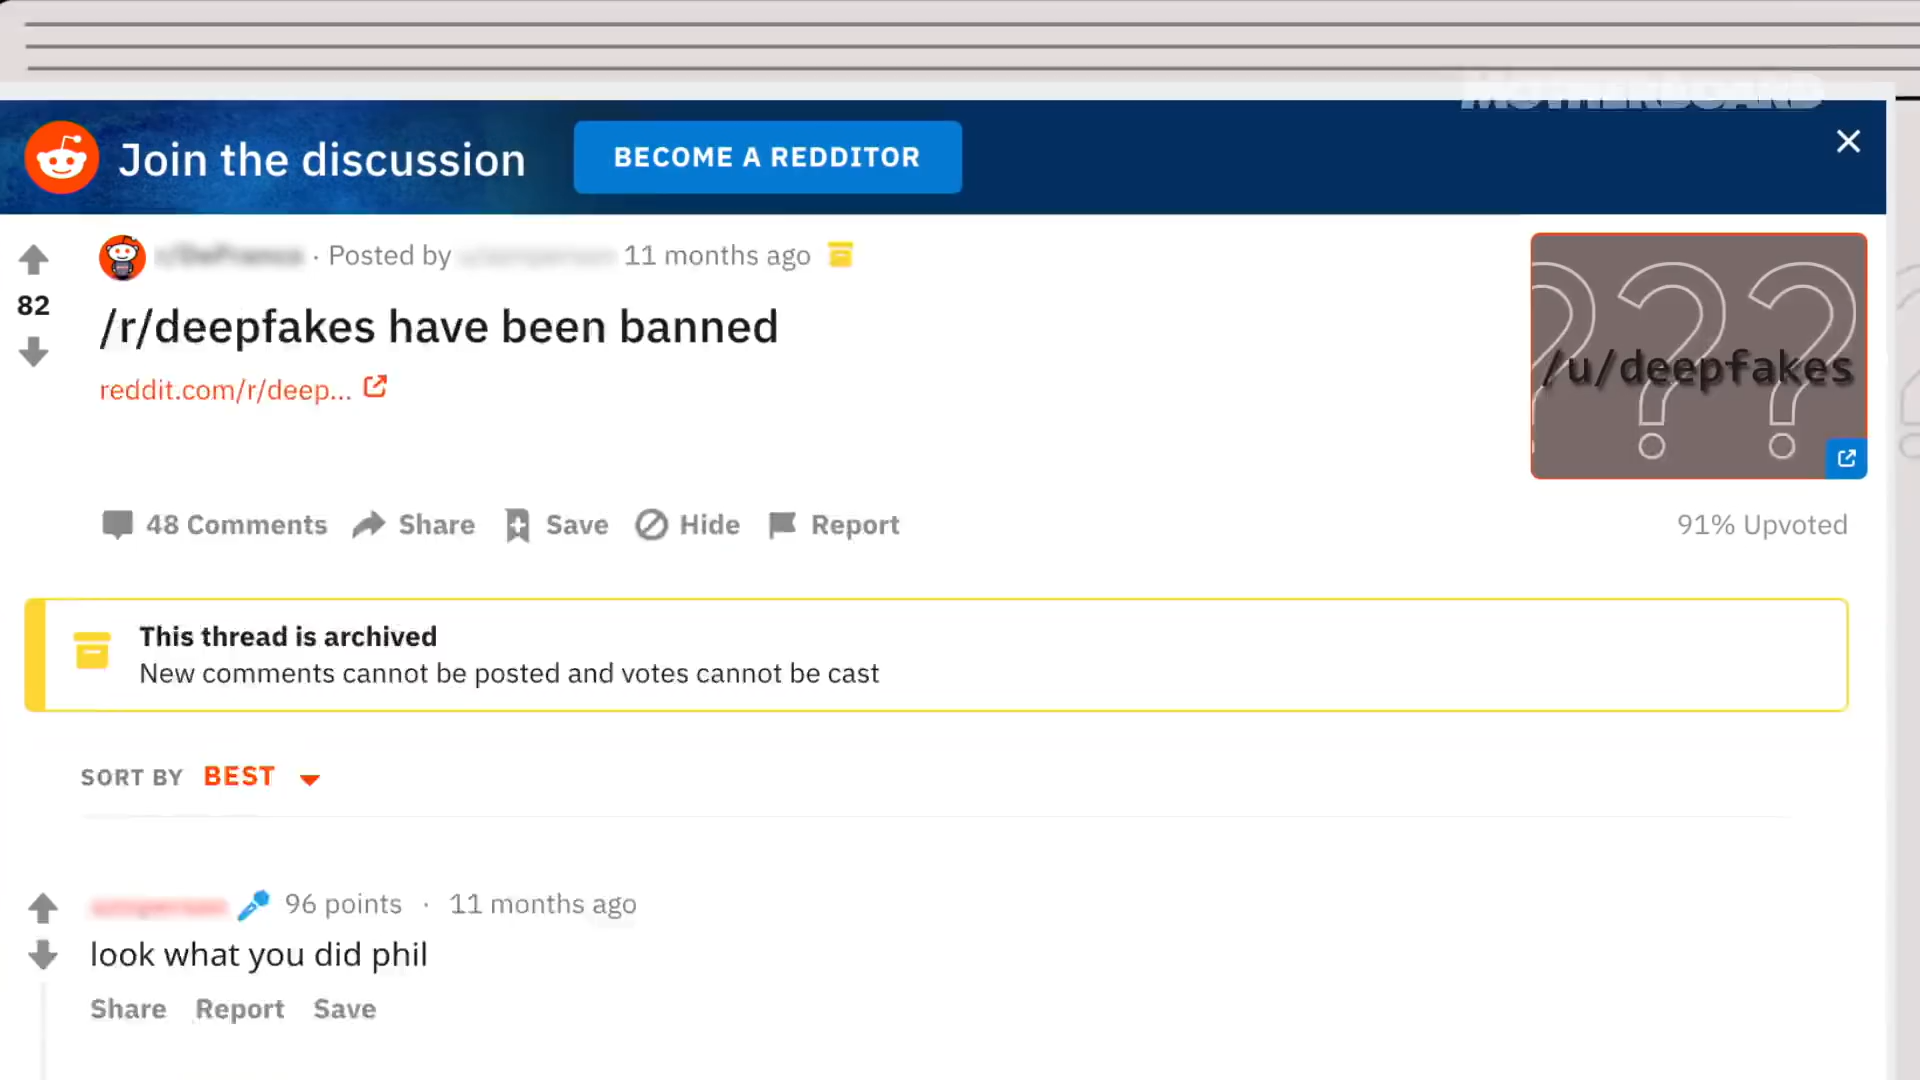 MOTHERBOARD
Join the discussion
BECOME A REDDITOR
· Posted by 11 months ago
82
/r/deepfakes have been banned
reddit.com/r/deep...
/u/deepfakes
???
48 Comments Share Save Hide Report
91% Upvoted
This thread is archived
New comments cannot be posted and votes cannot be cast
SORT BY BEST
96 points · 11 months ago
look what you did phil
Share Report Save